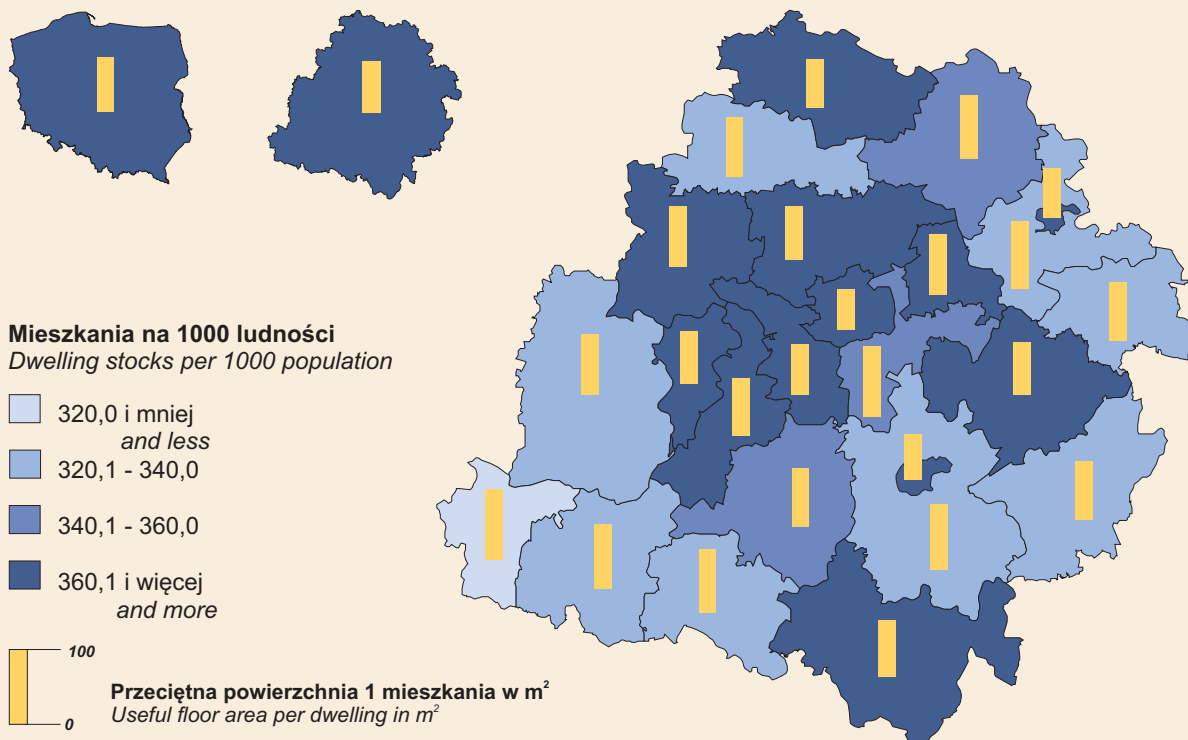 Mieszkania na 1000 ludności
Dwelling stocks per 1000 population
320,0 i mniej
and less
320,1 - 340,0
340,1 - 360,0
360,1 i więcej
and more
100
0
Przeciętna powierzchnia 1 mieszkania w m²
Useful floor area per dwelling in m²